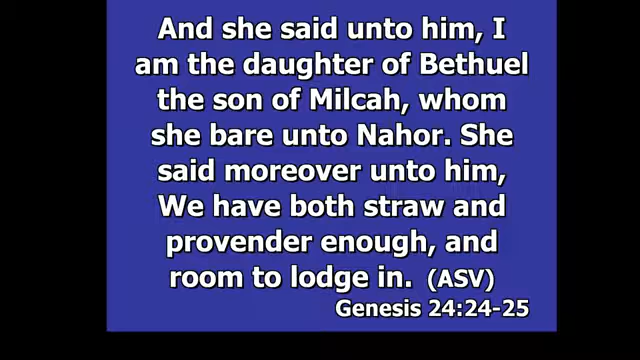 And she said unto him, I
am the daughter of Bethuel
the son of Milcah, whom
she bare unto Nahor. She
said moreover unto him,
We have both straw and
provender enough, and
room to lodge in. (ASV)
Genesis 24:24-25